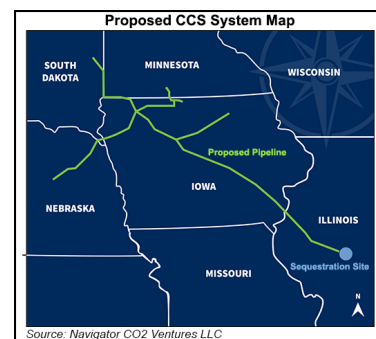 Proposed CCS System Map
SOUTH
DAKOTA
MINNESOTA
WISCONSIN
Proposed Pipeline
IOWA
NEBRASKA
ILLINOIS
MISSOURI
Sequestration Site
N
Source: Navigator CO2 Ventures LLC